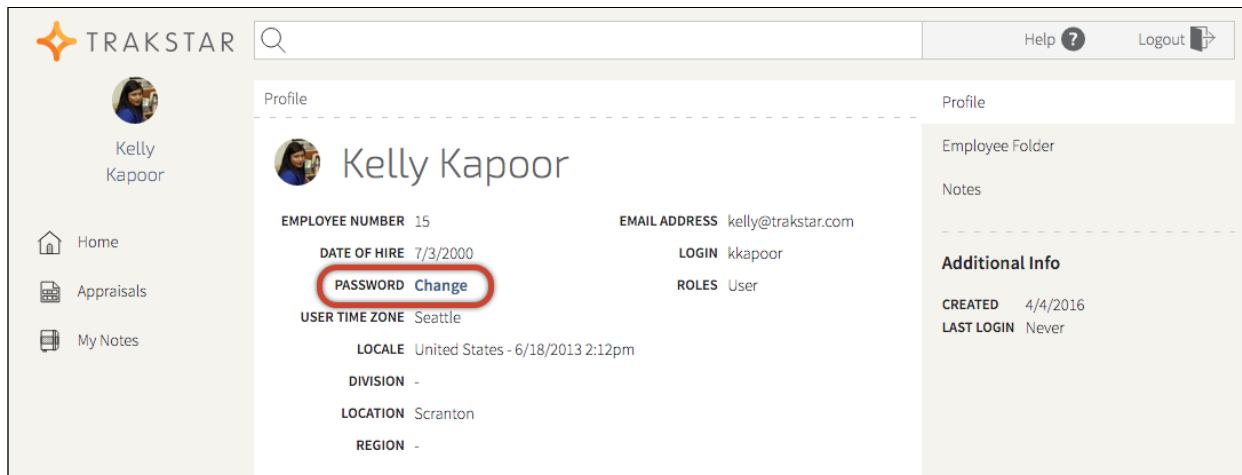 TRAKSTAR
Help ?
Logout
Kelly
Kapoor
Home
Appraisals
My Notes
Profile
Kelly Kapoor
EMPLOYEE NUMBER 15
DATE OF HIRE 7/3/2000
PASSWORD Change
USER TIME ZONE Seattle
LOCALE United States - 6/18/2013 2:12pm
DIVISION -
LOCATION Scranton
REGION -
EMAIL ADDRESS kelly@trakstar.com
LOGIN kkapoor
ROLES User
Profile
Employee Folder
Notes
Additional Info
CREATED 4/4/2016
LAST LOGIN Never